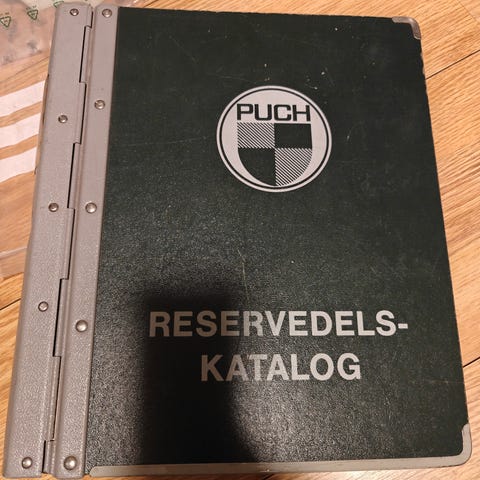 PUCH
RESERVEDELS-
KATALOG